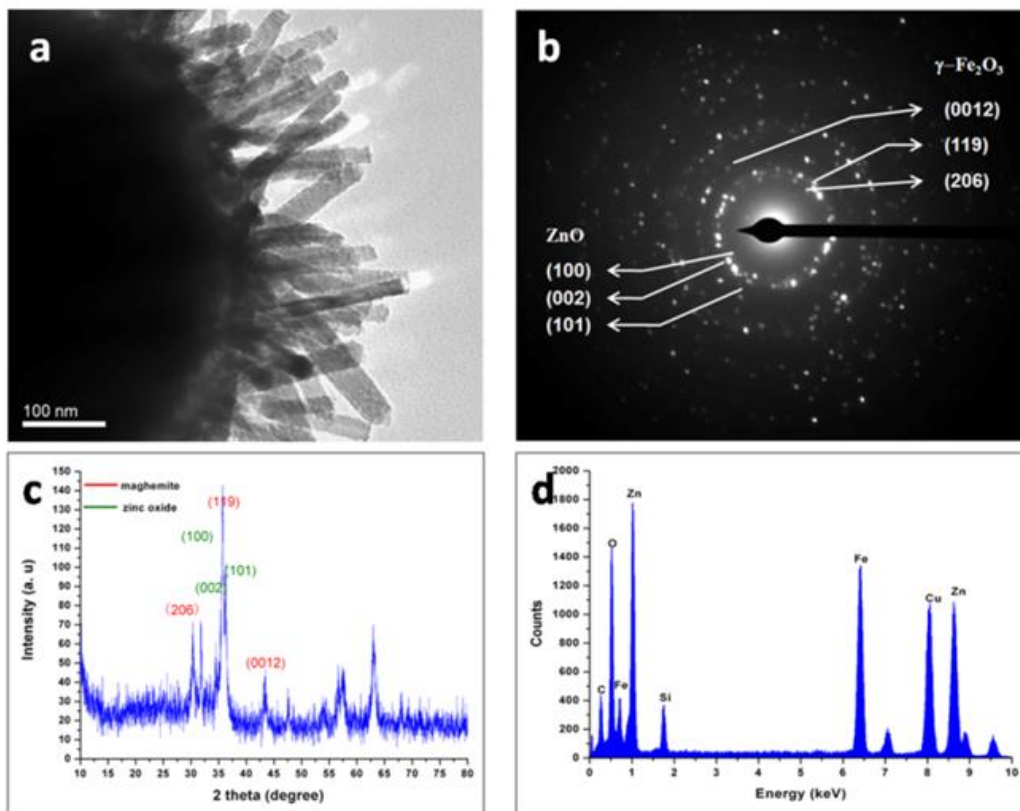 a
100 nm
b
γ–Fe₂O₃
(0012)
(119)
(206)
ZnO
(100)
(002)
(101)
c
maghemite
zinc oxide
(119)
(100)
(101)
(002)
(206)
(0012)
150
140
130
120
110
100
90
80
70
60
50
40
30
20
10
0
Intensity (a. u)
10 15 20 25 30 35 40 45 50 55 60 65 70 75 80
2 theta (degree)
d
2000
1800
1600
1400
1200
1000
800
600
400
200
0
Counts
Zn
O
Fe
Cu
Zn
C
Fe
Si
0 1 2 3 4 5 6 7 8 9 10
Energy (keV)